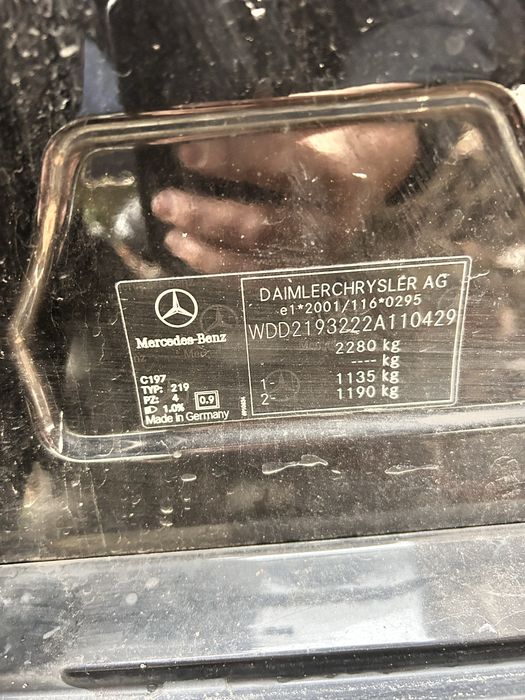 Mercedes-Benz
C197
TYP: 219
PZ: 4
1.0%
0.9
Made in Germany
DAIMLERCHRYSLER AG
e1*2001/116*0295
WDD2193222A110429
2280 kg
---- kg
1- 1135 kg
2- 1190 kg